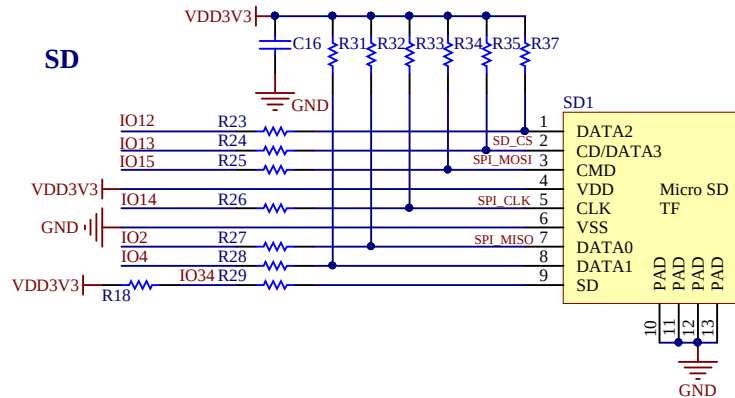 VDD3V3
SD
C16 R31 R32 R33 R34 R35 R37
GND
SD1
IO12 R23 1 DATA2
IO13 R24 SD_CS 2 CD/DATA3
IO15 R25 SPI_MOSI 3 CMD
VDD3V3 4 VDD Micro SD
IO14 R26 SPI_CLK 5 CLK TF
GND 6 VSS
IO2 R27 SPI_MISO 7 DATA0
IO4 R28 8 DATA1
VDD3V3 R18 IO34 R29 9 SD
PAD PAD PAD PAD
10 11 12 13
GND